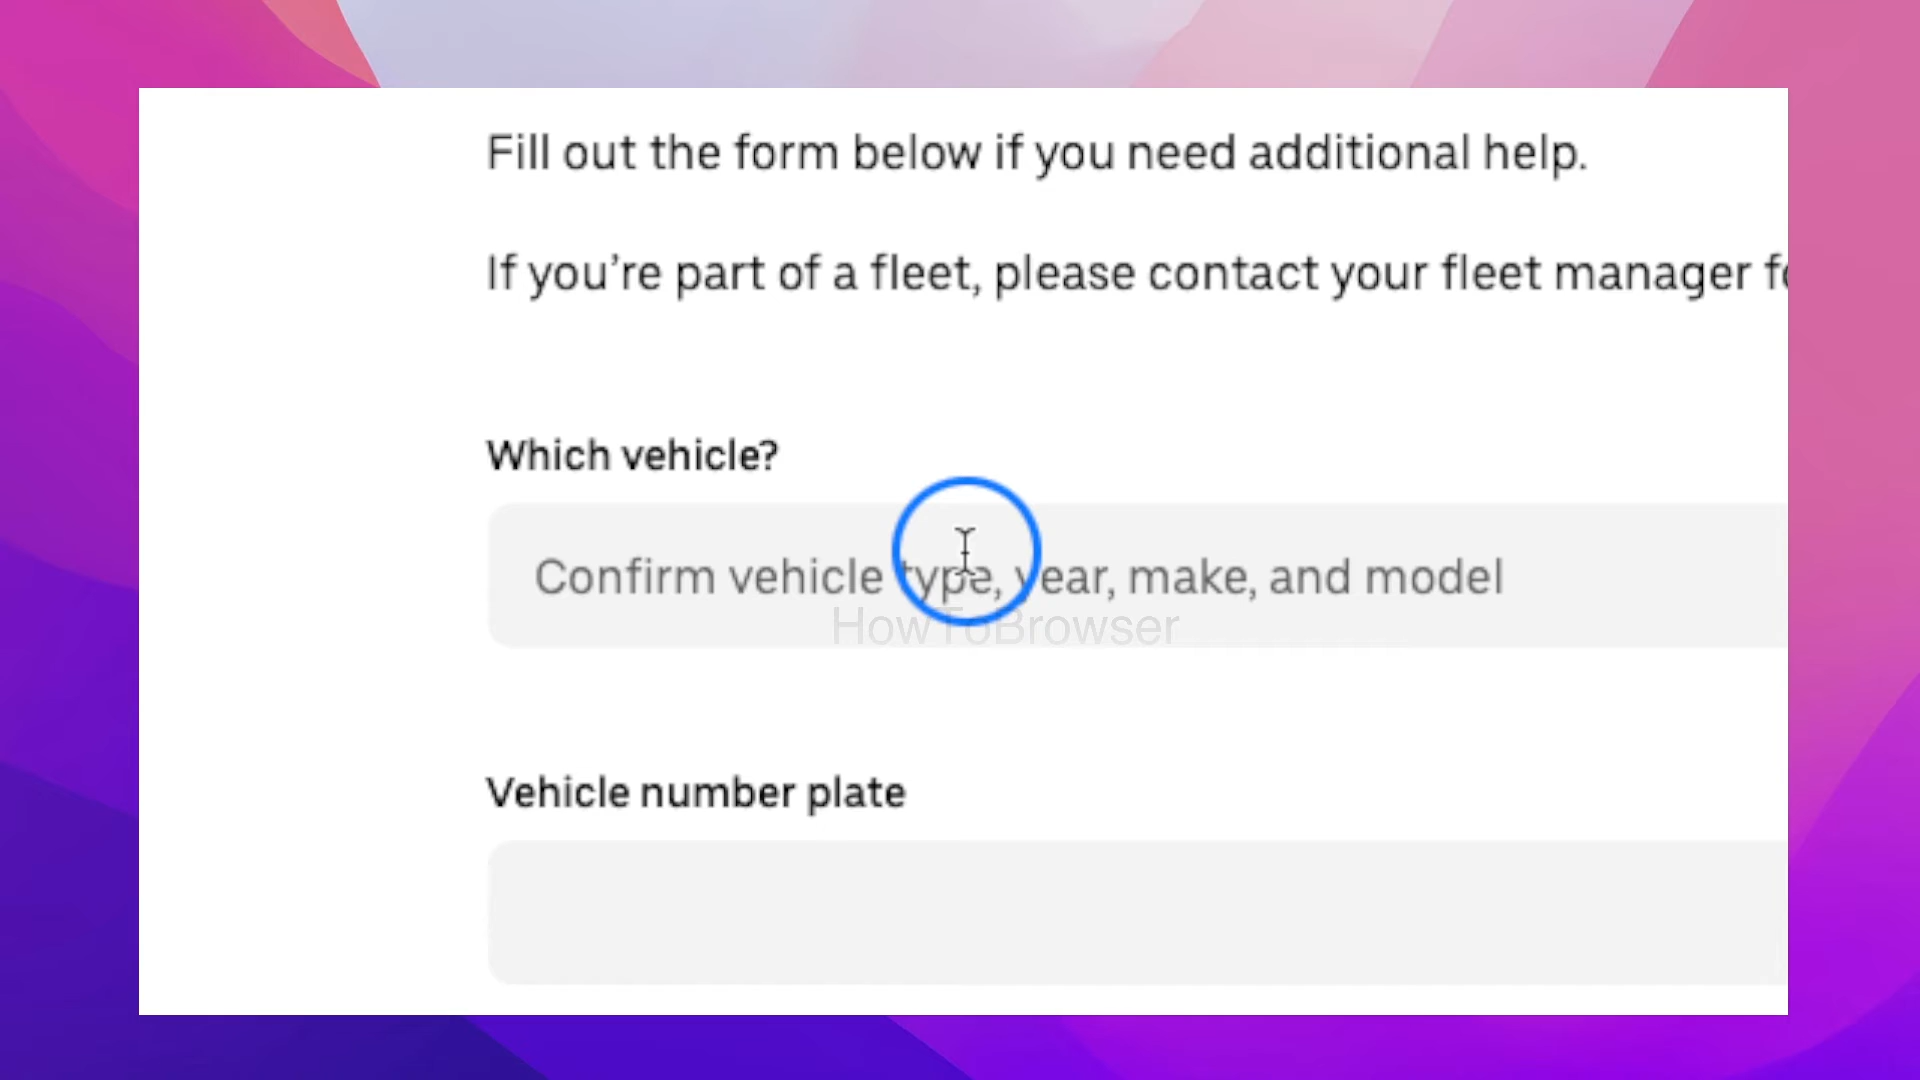 Fill out the form below if you need additional help.
If you’re part of a fleet, please contact your fleet manager
Which vehicle?
Confirm vehicle type, year, make, and model
HowToBrowser
Vehicle number plate